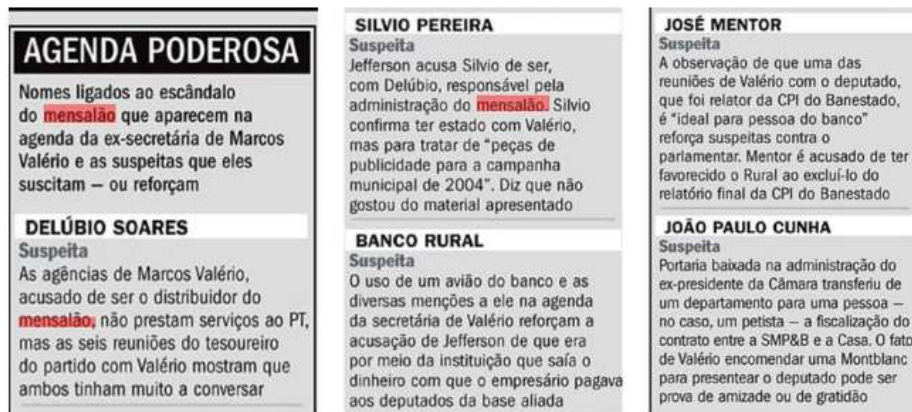 AGENDA PODEROSA
Nomes ligados ao escândalo
do mensalão que aparecem na
agenda da ex-secretária de Marcos
Valério e as suspeitas que eles
suscitam — ou reforçam
DELÚBIO SOARES
Suspeita
As agências de Marcos Valério,
acusado de ser o distribuidor do
mensalão, não prestam serviços ao PT,
mas as seis reuniões do tesoureiro
do partido com Valério mostram que
ambos tinham muito a conversar
SILVIO PEREIRA
Suspeita
Jefferson acusa Silvio de ser,
com Delúbio, responsável pela
administração do mensalão. Silvio
confirma ter estado com Valério,
mas para tratar de “peças de
publicidade para a campanha
municipal de 2004”. Diz que não
gostou do material apresentado
BANCO RURAL
Suspeita
O uso de um avião do banco e as
diversas menções a ele na agenda
da secretária de Valério reforçam a
acusação de Jefferson de que era
por meio da instituição que saía o
dinheiro com que o empresário pagava
aos deputados da base aliada
JOSÉ MENTOR
Suspeita
A observação de que uma das
reuniões de Valério com o deputado,
que foi relator da CPI do Banestado,
é “ideal para pessoa do banco”
reforça suspeitas contra o
parlamentar. Mentor é acusado de ter
favorecido o Rural ao excluí-lo do
relatório final da CPI do Banestado
JOÃO PAULO CUNHA
Suspeita
Portaria baixada na administração do
ex-presidente da Câmara transferiu de
um departamento para uma pessoa —
no caso, um petista — a fiscalização do
contrato entre a SMP&B e a Casa. O fato
de Valério encomendar uma Montblanc
para presentear o deputado pode ser
prova de amizade ou de gratidão